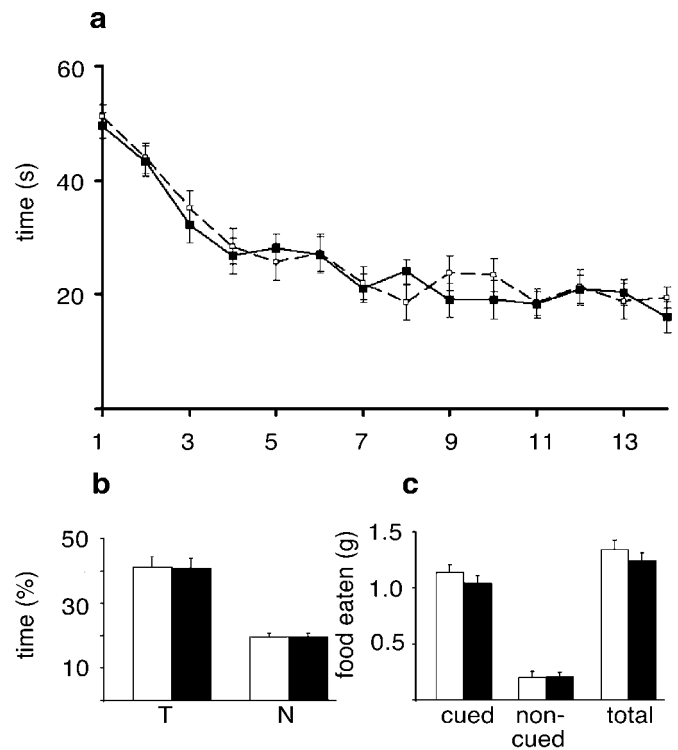 a
time (s)
60
40
20
1 3 5 7 9 11 13
b
time (%)
50
30
10
T N
c
food eaten (g)
1.5
1.0
0.5
cued non- total
cued